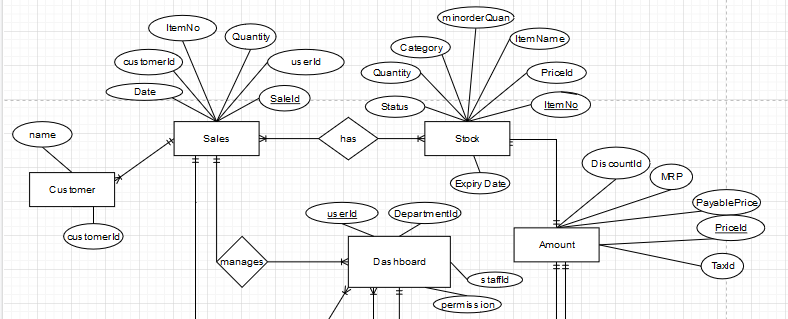 minorderQuan
ItemNo
Quantity
ItemName
Category
customerId
userId
Quantity
PriceId
Date
SaleId
Status
ItemNo
name
Sales
has
Stock
DiscountId
MRP
Customer
Expiry Date
PayablePrice
userId
DepartmentId
PriceId
customerId
Amount
manages
Dashboard
TaxId
staffId
permission